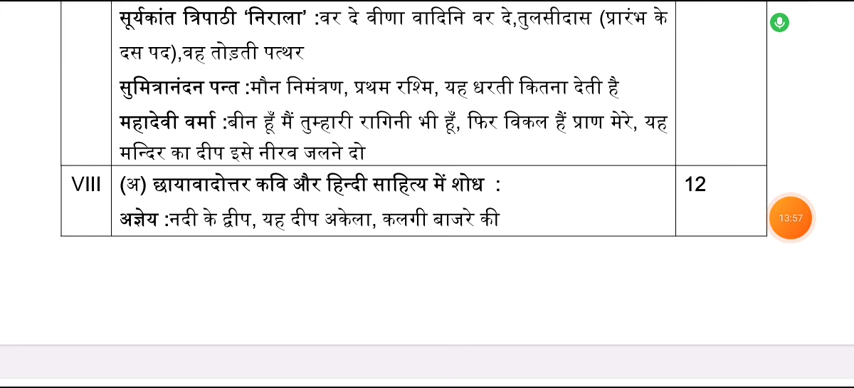 सूर्यकांत त्रिपाठी ‘निराला’ :वर दे वीणा वादिनि वर दे,तुलसीदास (प्रारंभ के
दस पद),वह तोड़ती पत्थर
सुमित्रानंदन पन्त :मौन निमंत्रण, प्रथम रश्मि, यह धरती कितना देती है
महादेवी वर्मा :बीन हूँ मैं तुम्हारी रागिनी भी हूँ, फिर विकल हैं प्राण मेरे, यह
मन्दिर का दीप इसे नीरव जलने दो
VIII (अ) छायावादोत्तर कवि और हिन्दी साहित्य में शोध : 12
अज्ञेय :नदी के द्वीप, यह दीप अकेला, कलगी बाजरे की
13:57